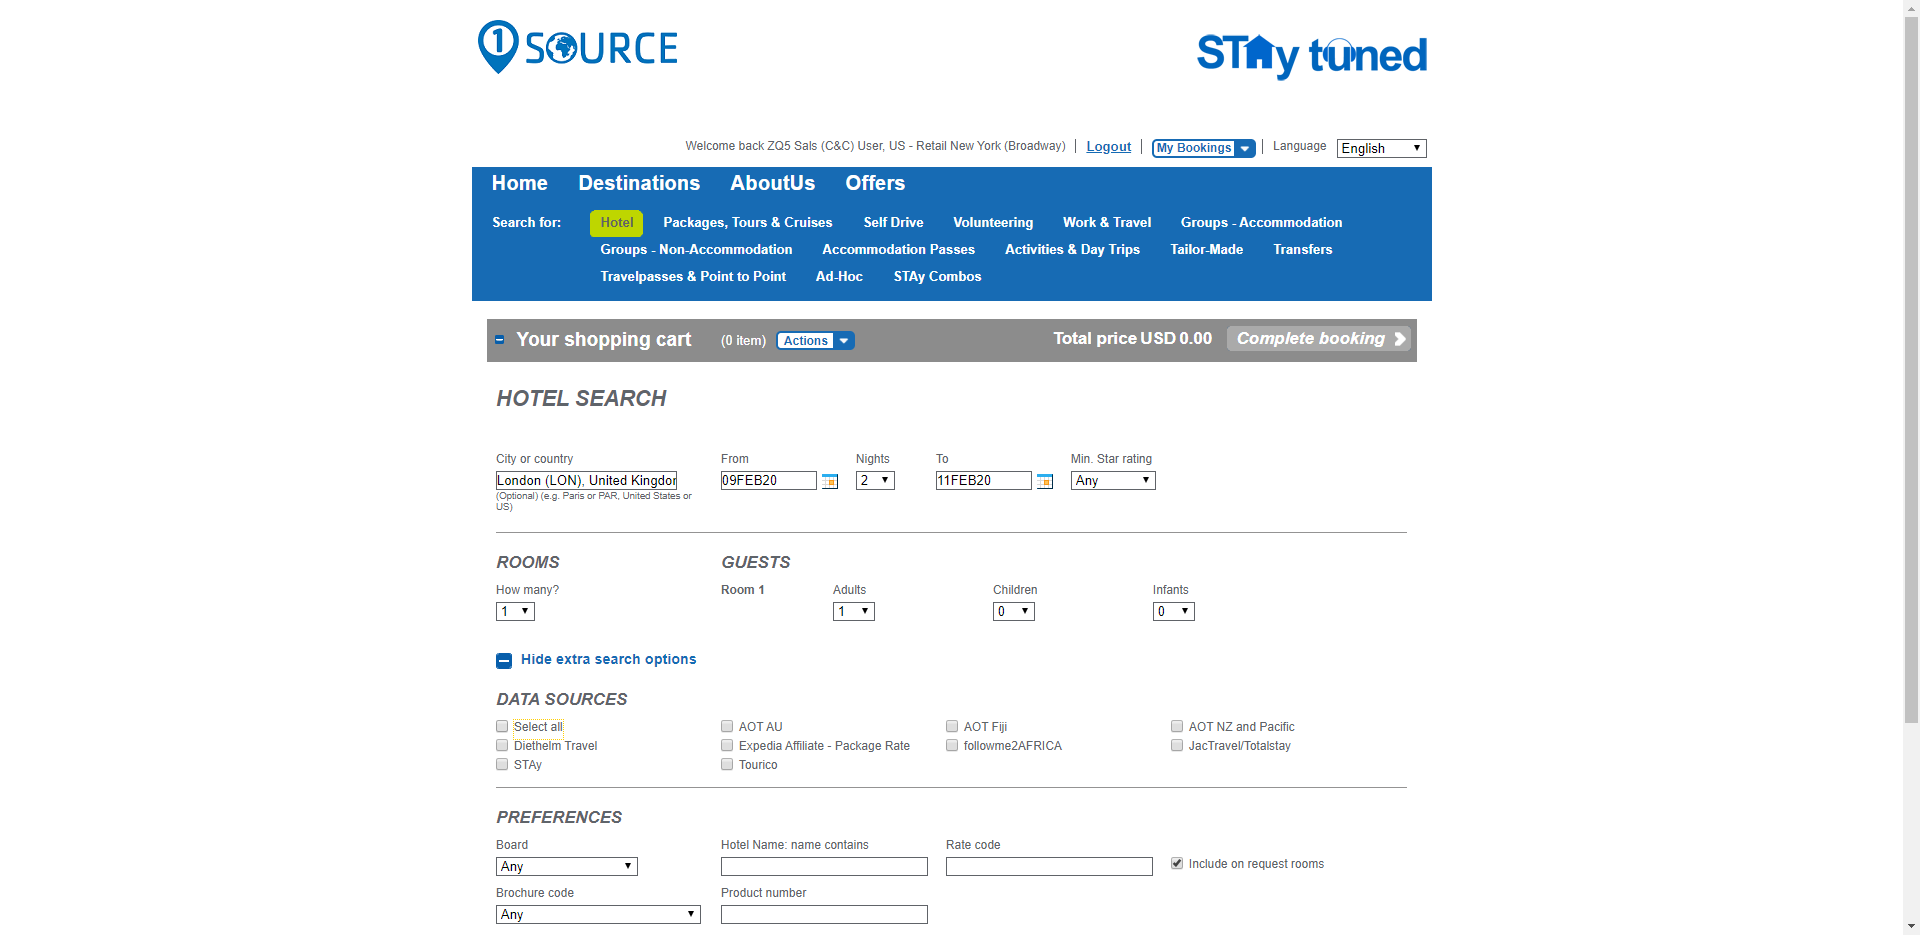 1 SOURCE
STAy tuned
Welcome back ZQ5 Sals (C&C) User, US - Retail New York (Broadway) Logout My Bookings Language English
Home Destinations AboutUs Offers
Search for: Hotel Packages, Tours & Cruises Self Drive Volunteering Work & Travel Groups - Accommodation
Groups - Non-Accommodation Accommodation Passes Activities & Day Trips Tailor-Made Transfers
Travelpasses & Point to Point Ad-Hoc STAy Combos
Your shopping cart (0 item) Actions Total price USD 0.00 Complete booking
HOTEL SEARCH
City or country From Nights To Min. Star rating
London (LON), United Kingdor 09FEB20 2 11FEB20 Any
(Optional) (e.g. Paris or PAR, United States or
US)
ROOMS GUESTS
How many? Room 1 Adults Children Infants
1 1 0 0
Hide extra search options
DATA SOURCES
Select all AOT AU AOT Fiji AOT NZ and Pacific
Diethelm Travel Expedia Affiliate - Package Rate followme2AFRICA JacTravel/Totalstay
STAy Tourico
PREFERENCES
Board Hotel Name: name contains Rate code
Any Include on request rooms
Brochure code Product number
Any